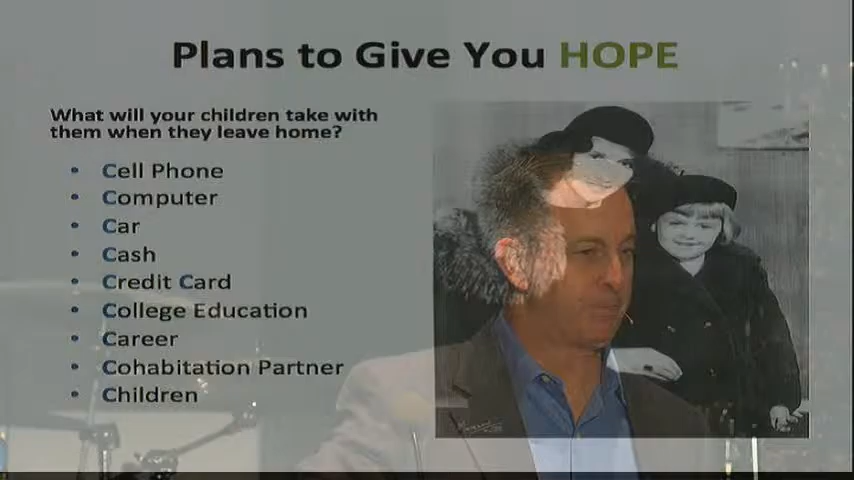 Plans to Give You HOPE
What will your children take with
them when they leave home?
• Cell Phone
• Computer
• Car
• Cash
• Credit Card
• College Education
• Career
• Cohabitation Partner
• Children